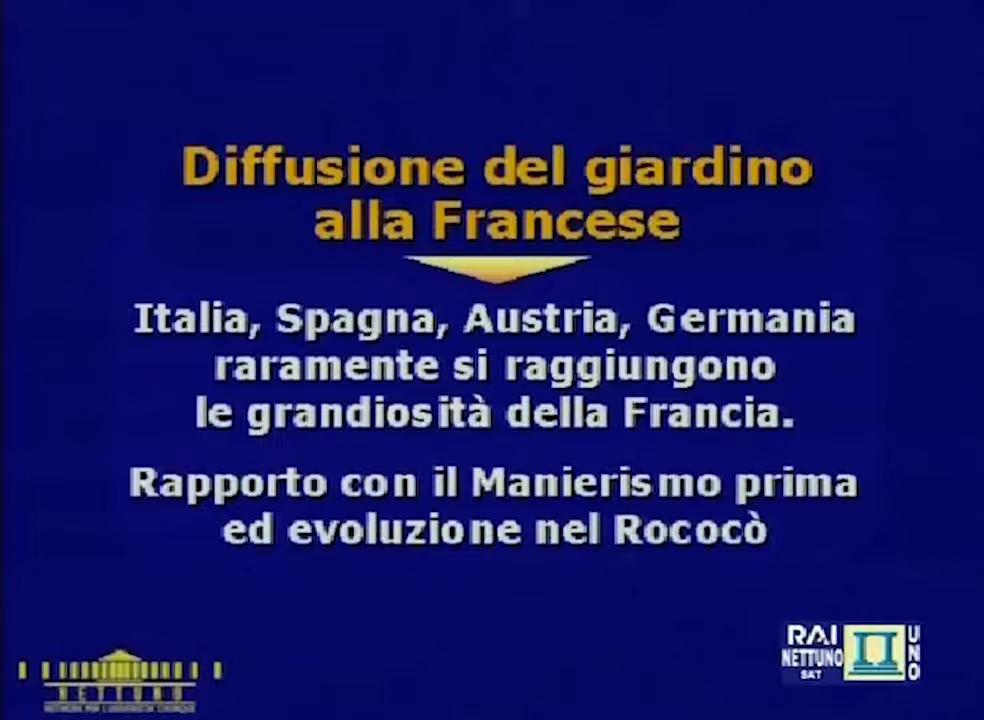 Diffusione del giardino
alla Francese
Italia, Spagna, Austria, Germania
raramente si raggiungono
le grandiosità della Francia.
Rapporto con il Manierismo prima
ed evoluzione nel Rococò
RAI
NETTUNO
SAT
UNO
NETTUNO